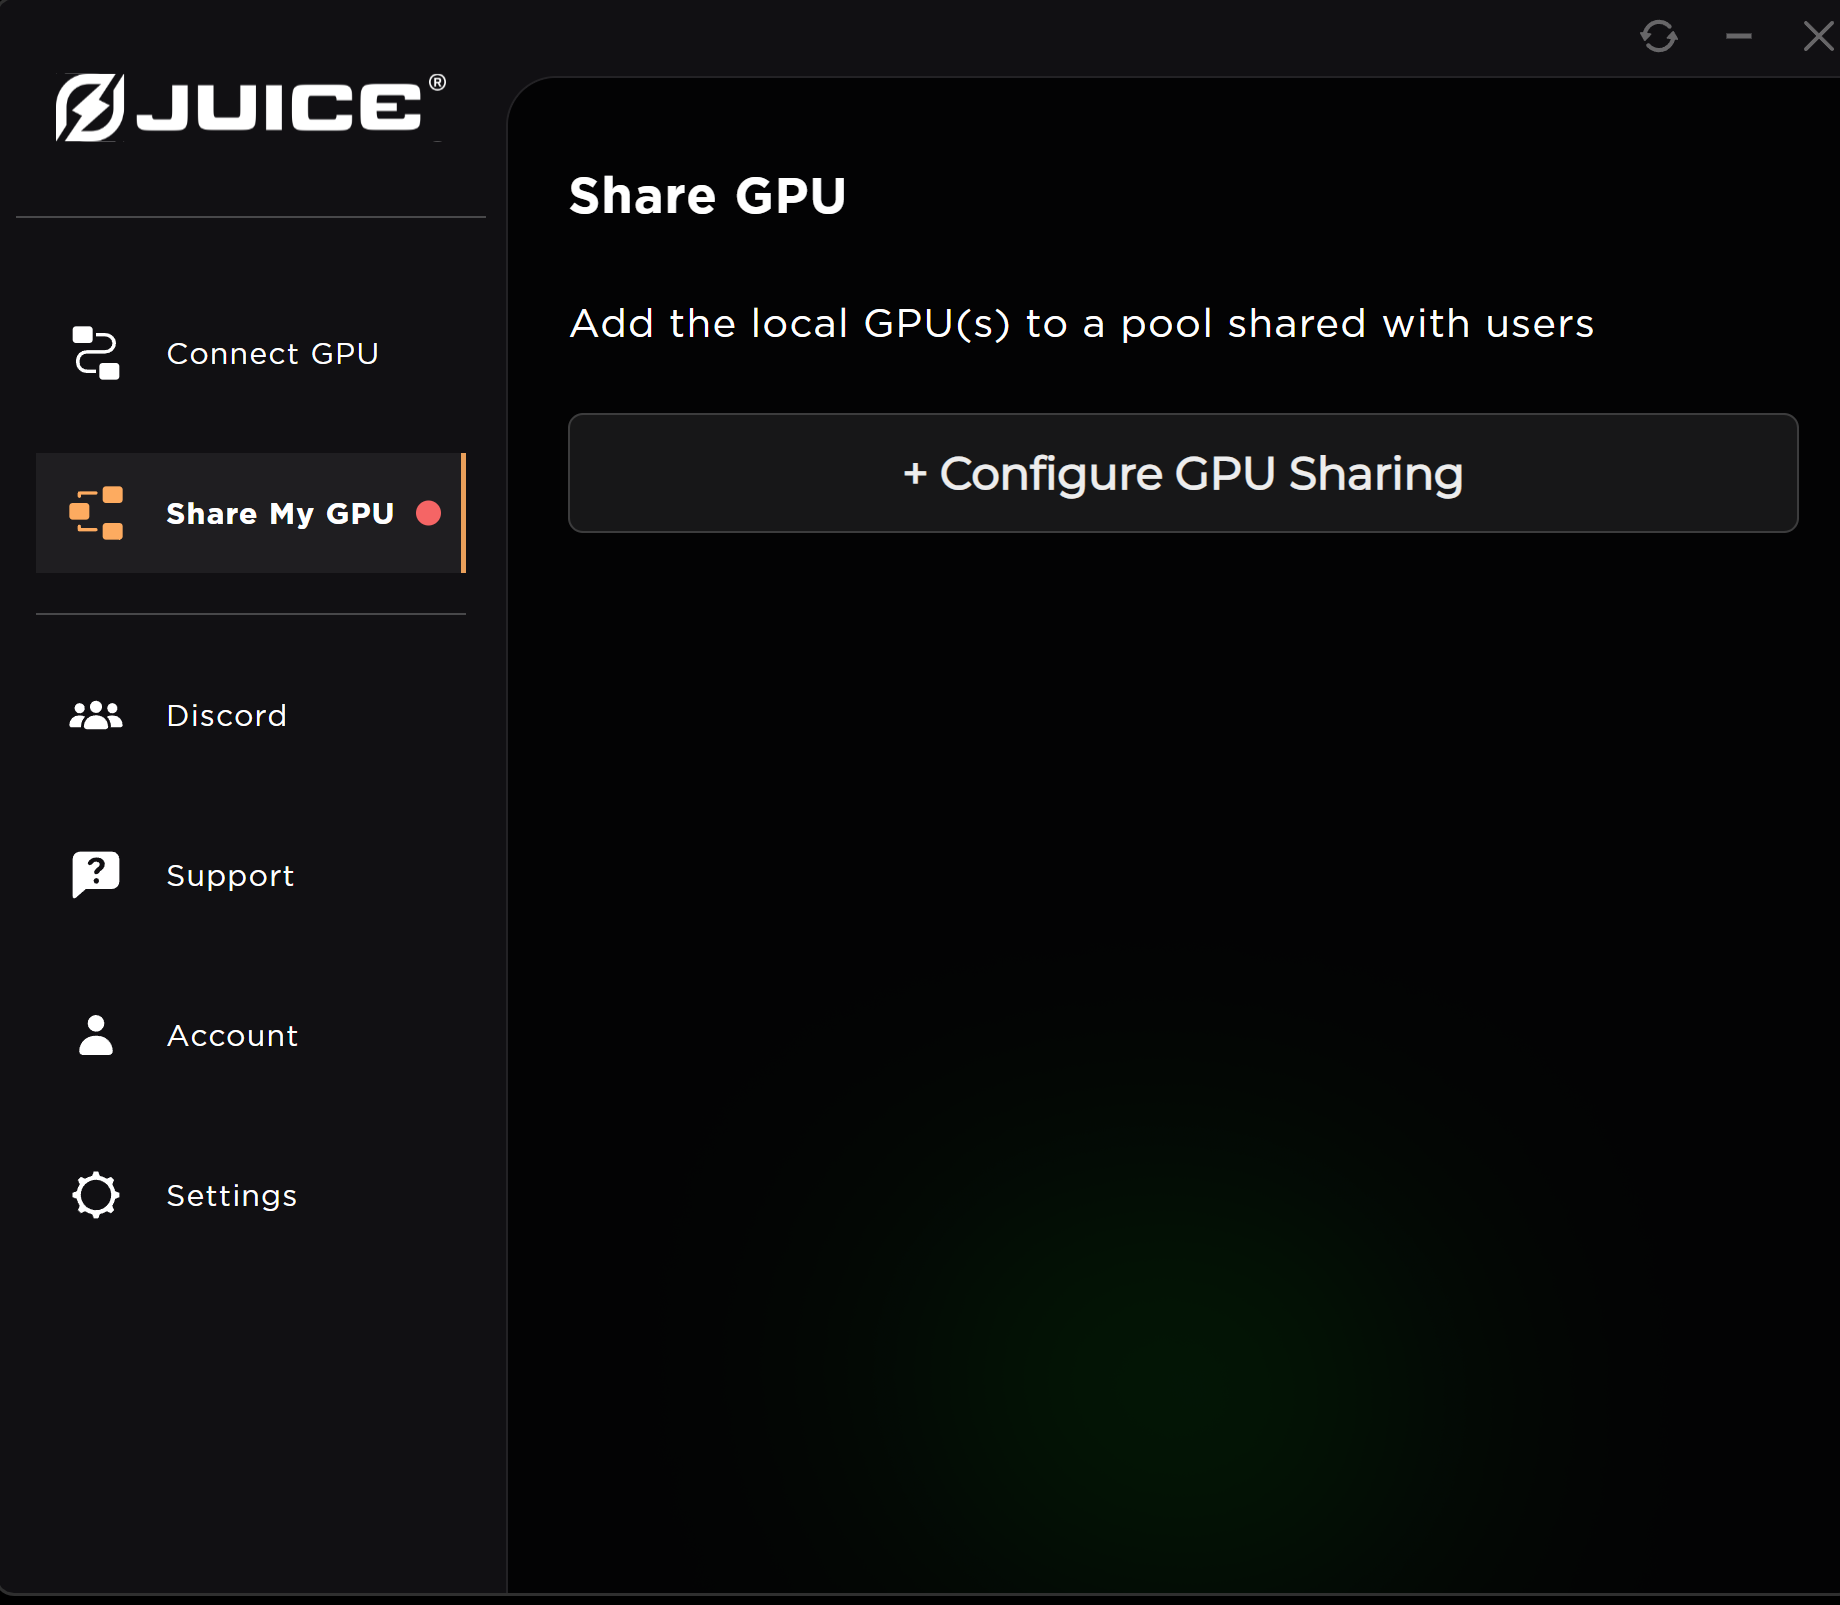 JUICE®
Connect GPU
Share My GPU
Discord
Support
Account
Settings
Share GPU
Add the local GPU(s) to a pool shared with users
+ Configure GPU Sharing